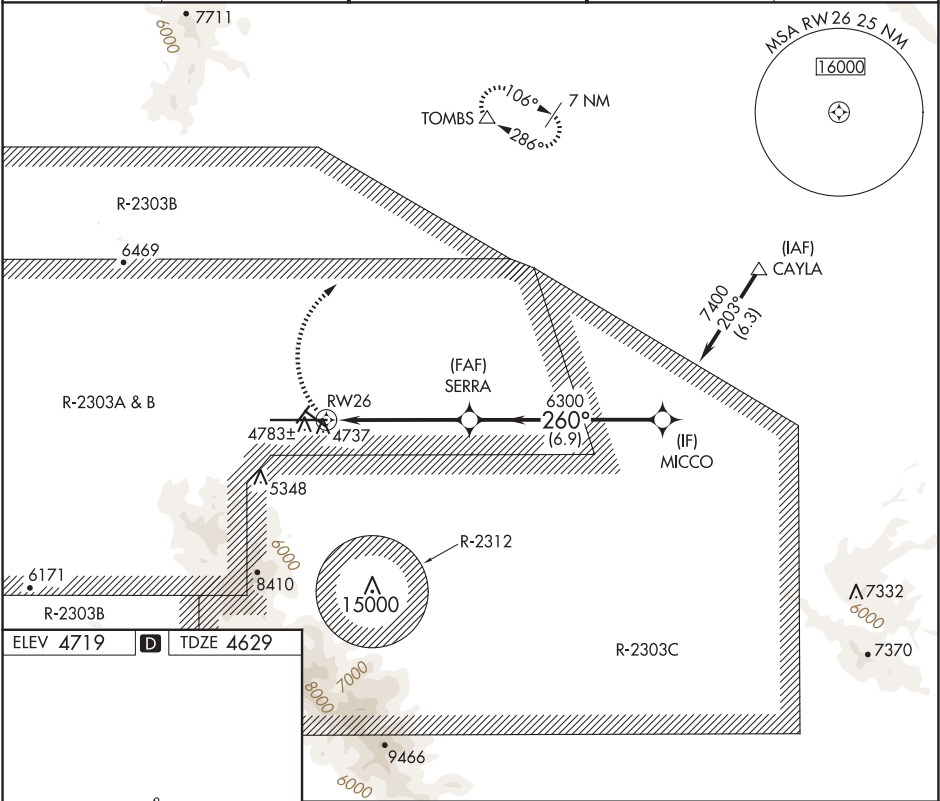 7711
6000
MSA RW 26 25 NM
16000
106°
7 NM
TOMBS
286°
R-2303B
6469
(IAF)
CAYLA
7400
203°
(6.3)
(FAF)
SERRA
R-2303A & B
RW26
6300
260°
(6.9)
4783±
4737
(IF)
MICCO
5348
R-2312
6000
6171
8410
15000
7332
6000
R-2303B
ELEV 4719
D
TDZE 4629
R-2303C
7370
7000
8000
9466
6000